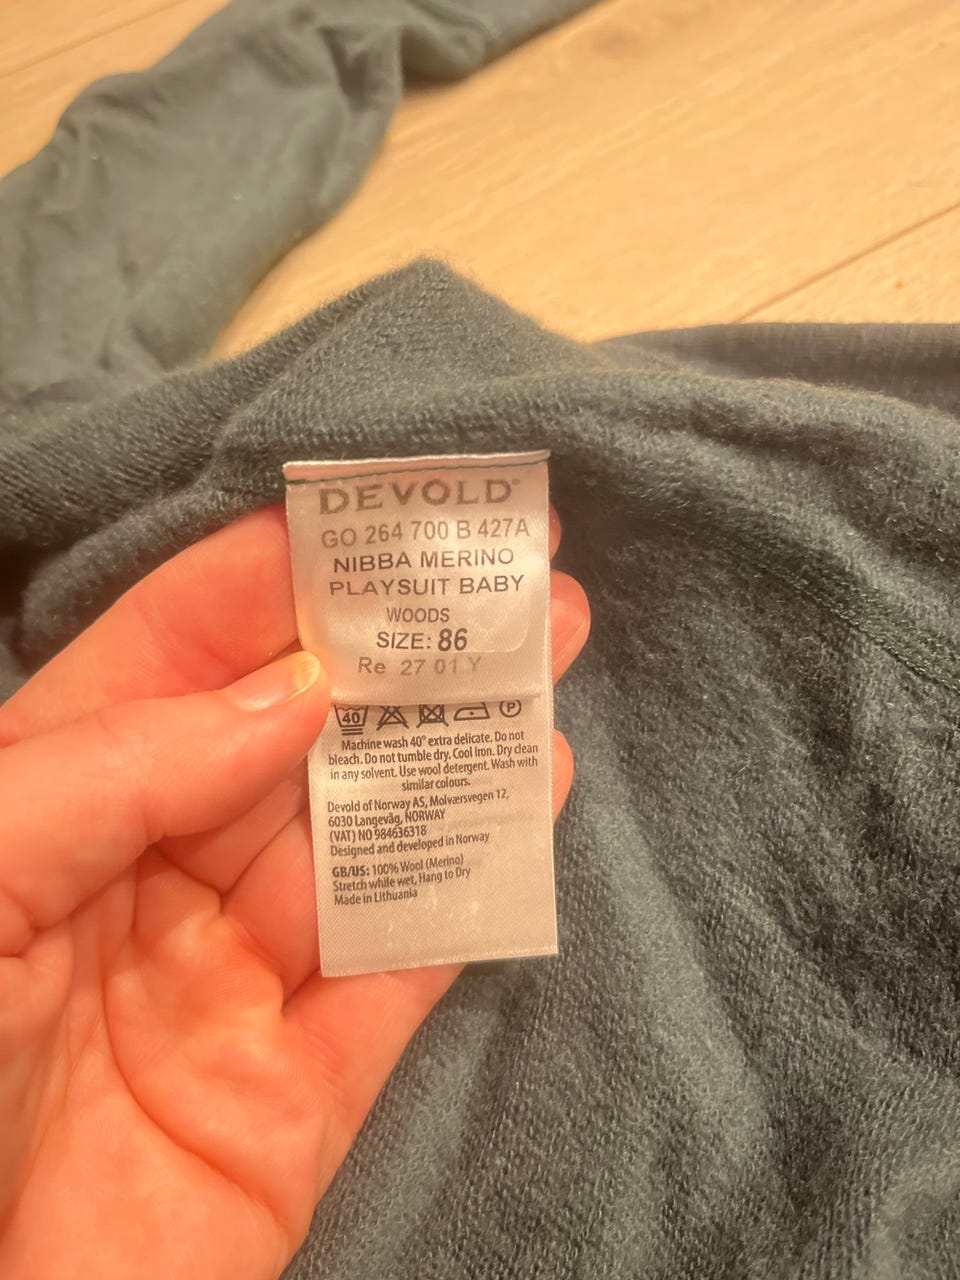 DEVOLD®
GO 264 700 B 427A
NIBBA MERINO
PLAYSUIT BABY
WOODS
SIZE: 86
Re 27 01 Y
40 P
Machine wash 40° extra delicate. Do not
bleach. Do not tumble dry. Cool Iron. Dry clean
in any solvent. Use wool detergent. Wash with
similar colours.
Devold of Norway AS, Molværsvegen 12,
6030 Langevåg, NORWAY
(VAT) NO 984636318
Designed and developed in Norway
GB/US: 100% Wool (Merino)
Stretch while wet, Hang to Dry
Made in Lithuania